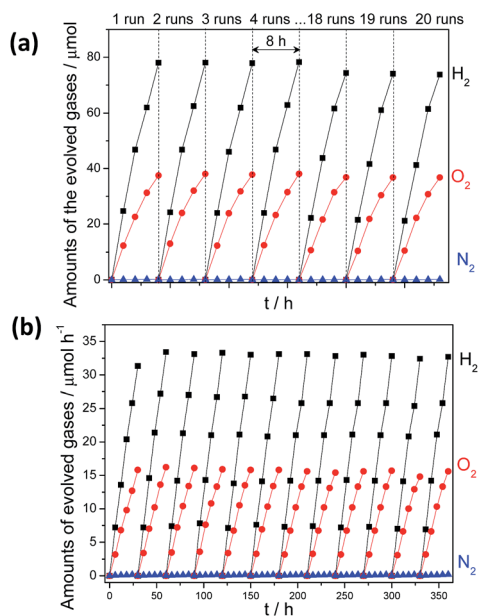 (a)
1 run 2 runs 3 runs 4 runs ...18 runs 19 runs 20 runs
8 h
Amounts of the evolved gases / μmol
80
60
40
20
0
H₂
O₂
N₂
t / h
(b)
Amounts of evolved gases / μmol h⁻¹
35
30
25
20
15
10
5
0
H₂
O₂
N₂
0 50 100 150 200 250 300 350
t / h